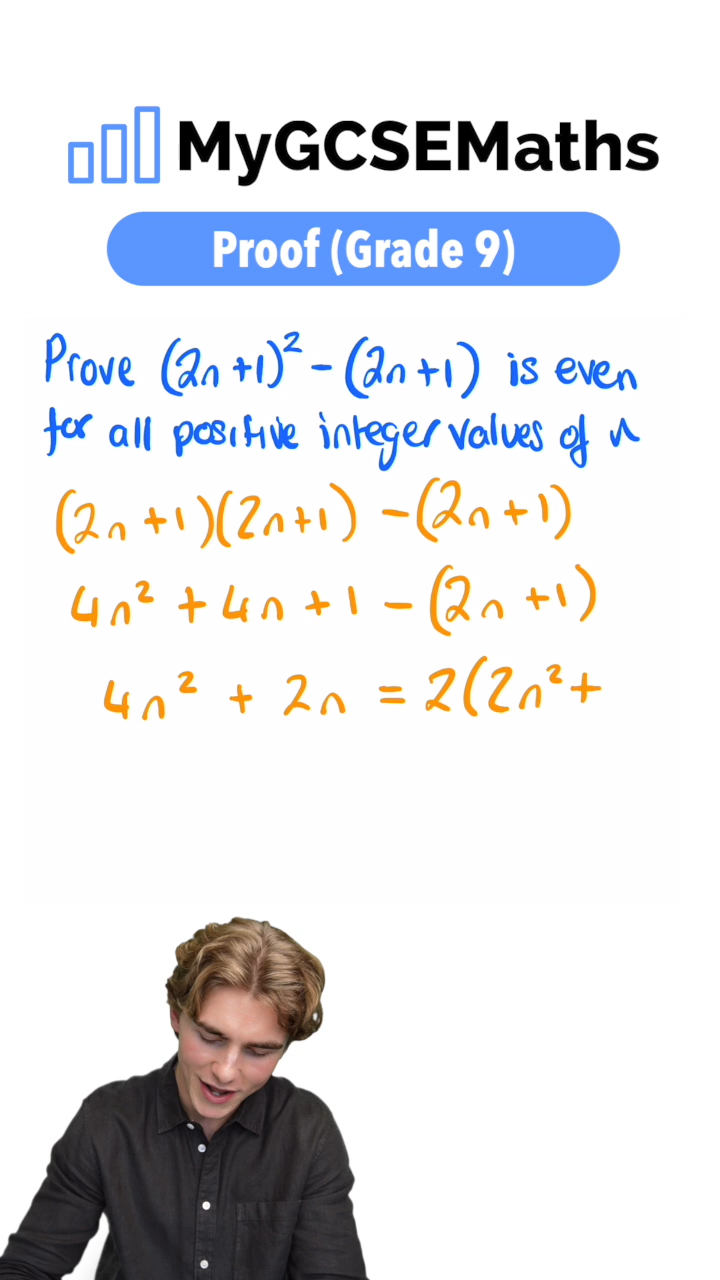 MyGCSEMaths
Proof (Grade 9)
Prove (2n+1)² - (2n+1) is even
for all positive integer values of n
(2n+1)(2n+1) - (2n+1)
4n² + 4n + 1 - (2n+1)
4n² + 2n = 2(2n² +